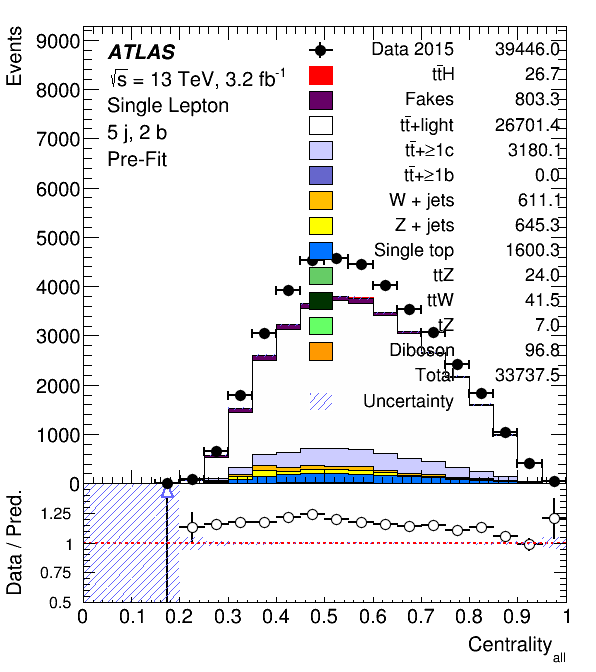 Events
9000
8000
7000
6000
5000
4000
3000
2000
1000
0
ATLAS
√s = 13 TeV, 3.2 fb-1
Single Lepton
5 j, 2 b
Pre-Fit
Data 2015 39446.0
tt̄H 26.7
Fakes 803.3
tt̄+light 26701.4
tt̄+≥1c 3180.1
tt̄+≥1b 0.0
W + jets 611.1
Z + jets 645.3
Single top 1600.3
ttZ 24.0
ttW 41.5
tZ 7.0
Diboson 96.8
Total 33737.5
Uncertainty
Data / Pred.
1.25
1
0.75
0.5
0 0.1 0.2 0.3 0.4 0.5 0.6 0.7 0.8 0.9 1
Centrality all